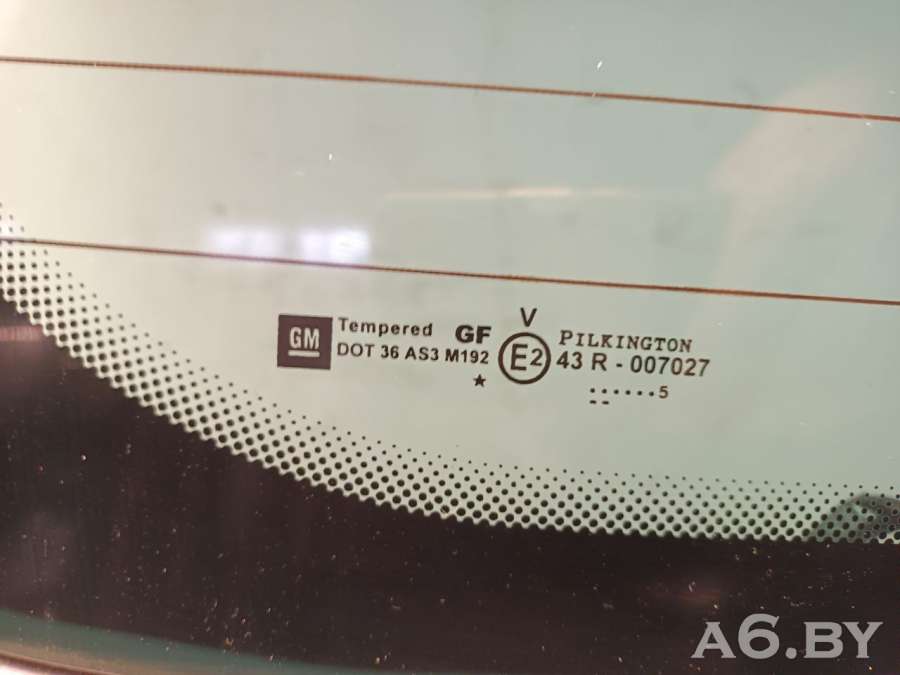 GM
Tempered GF
DOT 36 AS3 M192
★
V
E2
PILKINGTON
43 R - 007027
......5
--
A6.BY